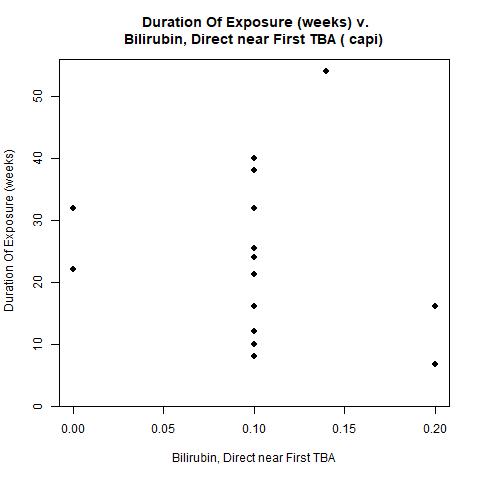 Duration Of Exposure (weeks) v.
Bilirubin, Direct near First TBA ( capi)
Duration Of Exposure (weeks)
50
40
30
20
10
0
0.00 0.05 0.10 0.15 0.20
Bilirubin, Direct near First TBA